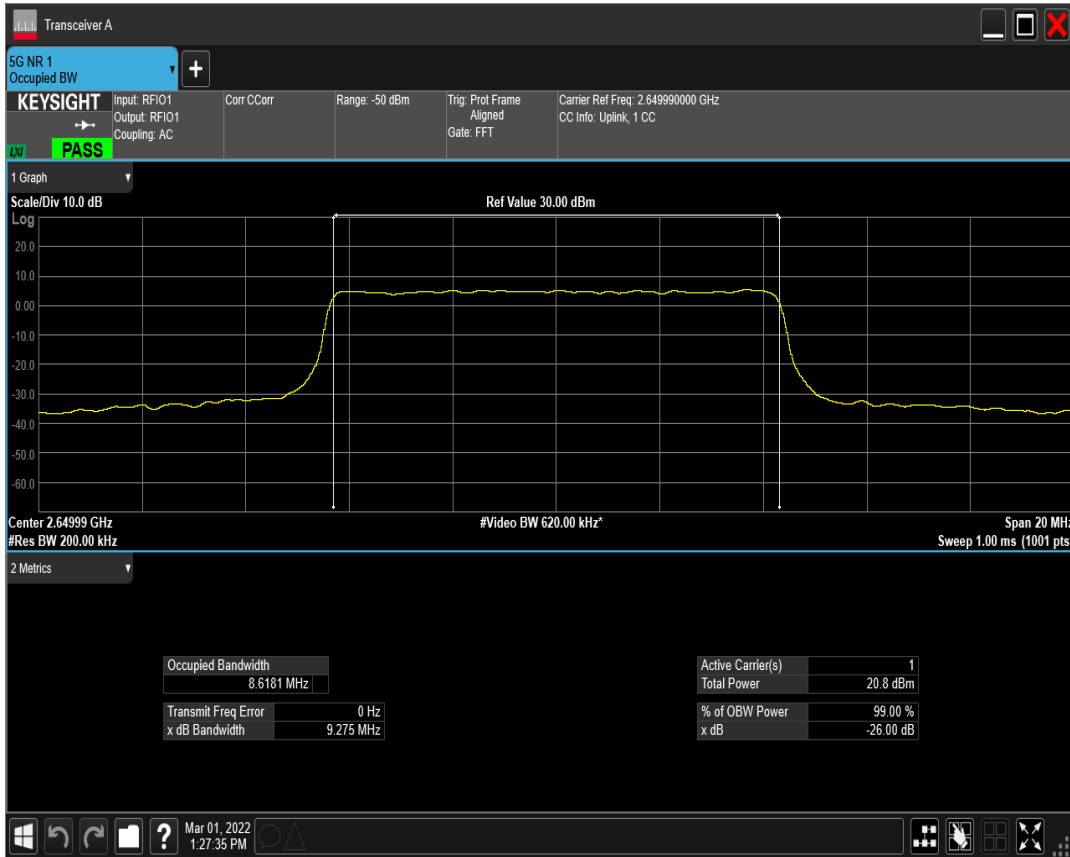 Transceiver A
5G NR 1
Occupied BW
+
KEYSIGHT
LXI
PASS
Input: RFIO1
Output: RFIO1
Coupling: AC
Corr CCorr
Range: -50 dBm
Trig: Prot Frame
Aligned
Gate: FFT
Carrier Ref Freq: 2.649990000 GHz
CC Info: Uplink, 1 CC
1 Graph
Scale/Div 10.0 dB
Ref Value 30.00 dBm
Log
20.0
10.0
0.00
-10.0
-20.0
-30.0
-40.0
-50.0
-60.0
Center 2.64999 GHz
#Video BW 620.00 kHz*
Span 20 MHz
#Res BW 200.00 kHz
Sweep 1.00 ms (1001 pts
2 Metrics
Occupied Bandwidth
8.6181 MHz
Transmit Freq Error 0 Hz
x dB Bandwidth 9.275 MHz
Active Carrier(s) 1
Total Power 20.8 dBm
% of OBW Power 99.00 %
x dB -26.00 dB
?
Mar 01, 2022
1:27:35 PM